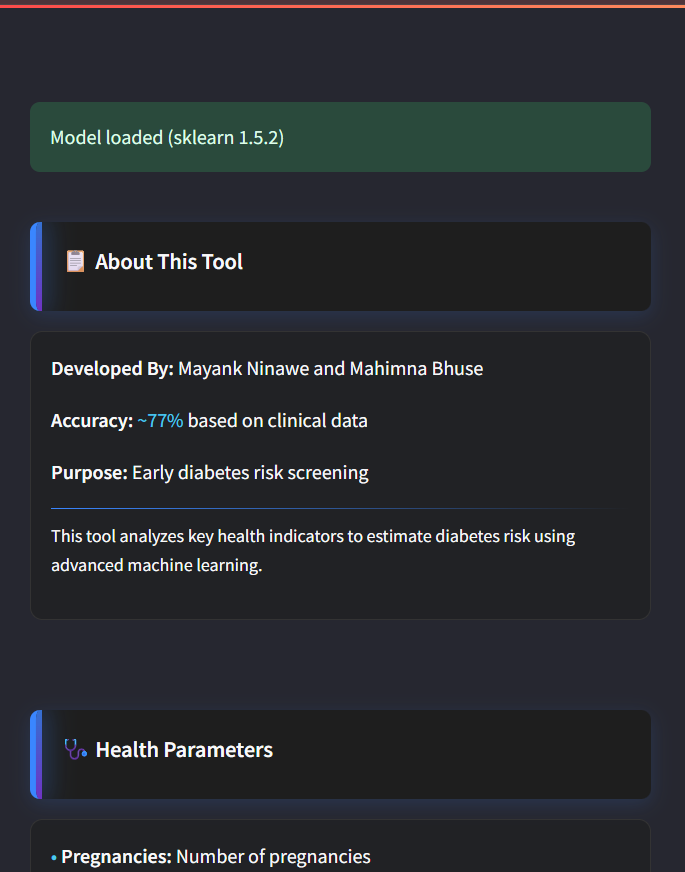 Model loaded (sklearn 1.5.2)
About This Tool
Developed By: Mayank Ninawe and Mahimna Bhuse
Accuracy: ~77% based on clinical data
Purpose: Early diabetes risk screening
This tool analyzes key health indicators to estimate diabetes risk using
advanced machine learning.
Health Parameters
• Pregnancies: Number of pregnancies